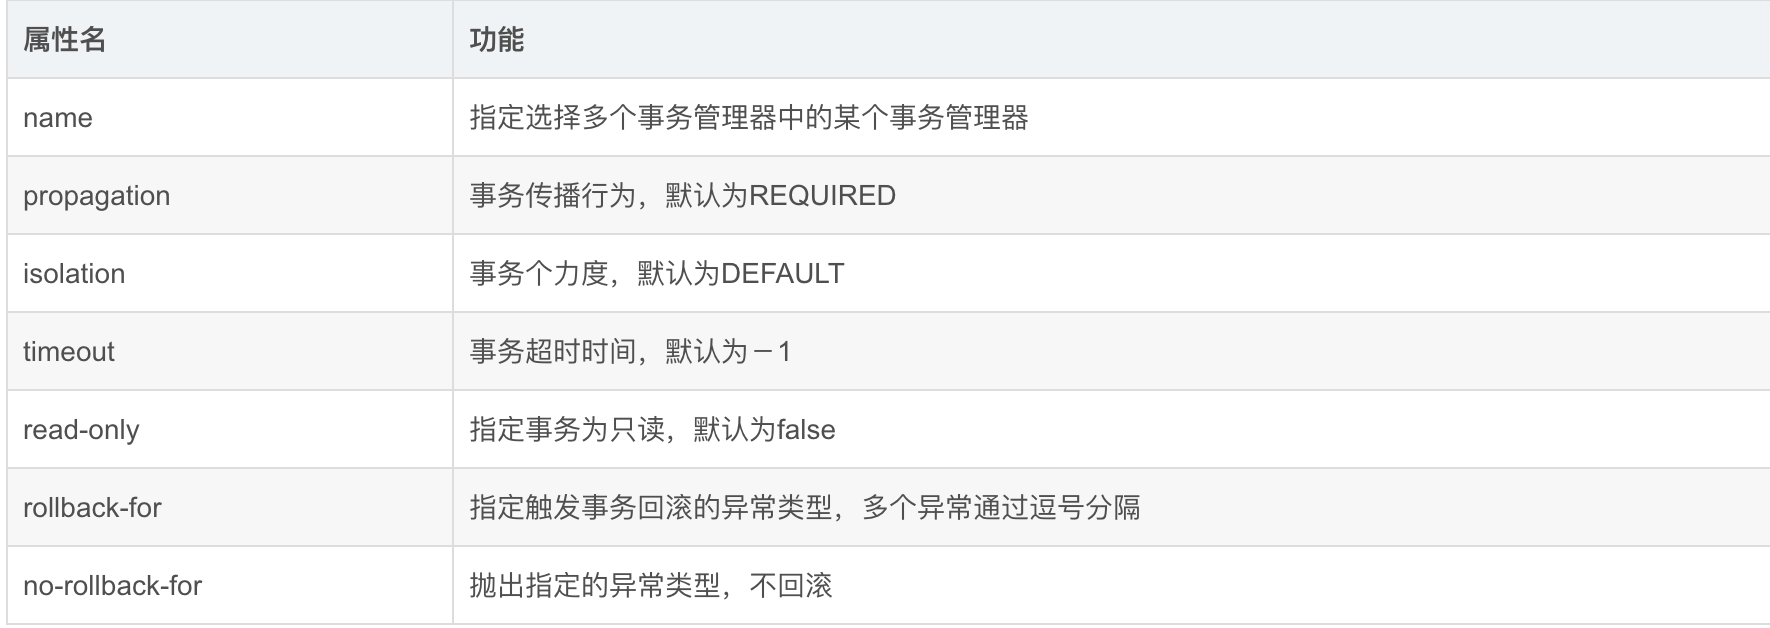 属性名 功能
name 指定选择多个事务管理器中的某个事务管理器
propagation 事务传播行为，默认为REQUIRED
isolation 事务个力度，默认为DEFAULT
timeout 事务超时时间，默认为－1
read-only 指定事务为只读，默认为false
rollback-for 指定触发事务回滚的异常类型，多个异常通过逗号分隔
no-rollback-for 抛出指定的异常类型，不回滚